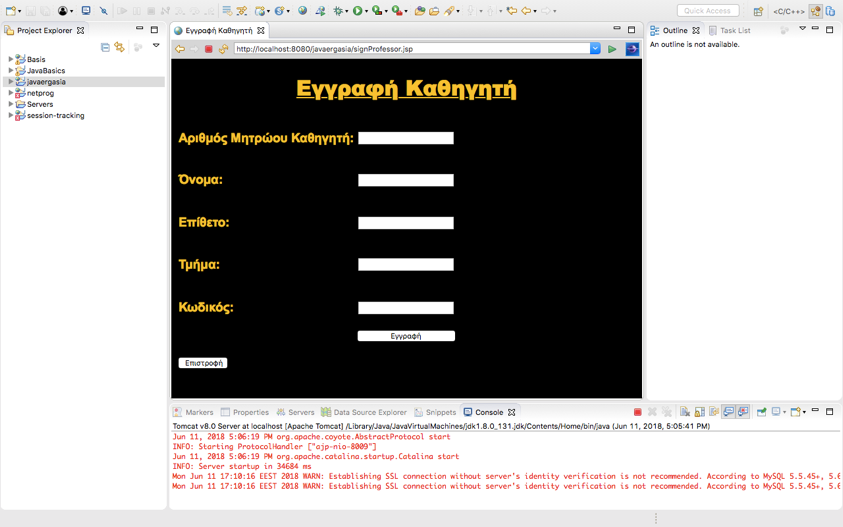 Quick Access
<C/C++>
Project Explorer
Basis
JavaBasics
javaergasia
netprog
Servers
session-tracking
Εγγραφή Καθηγητή
http://localhost:8080/javaergasia/signProfessor.jsp
Εγγραφή Καθηγητή
Αριθμός Μητρώου Καθηγητή:
Όνομα:
Επίθετο:
Τμήμα:
Κωδικός:
Εγγραφή
Επιστροφή
Outline Task List
An outline is not available.
Markers Properties Servers Data Source Explorer Snippets Console
Tomcat v8.0 Server at localhost [Apache Tomcat] /Library/Java/JavaVirtualMachines/jdk1.8.0_131.jdk/Contents/Home/bin/java (Jun 11, 2018, 5:05:41 PM)
Jun 11, 2018 5:06:19 PM org.apache.coyote.AbstractProtocol start
INFO: Starting ProtocolHandler ["ajp-nio-8009"]
Jun 11, 2018 5:06:19 PM org.apache.catalina.startup.Catalina start
INFO: Server startup in 34684 ms
Mon Jun 11 17:10:16 EEST 2018 WARN: Establishing SSL connection without server's identity verification is not recommended. According to MySQL 5.5.45+, 5.6
Mon Jun 11 17:10:16 EEST 2018 WARN: Establishing SSL connection without server's identity verification is not recommended. According to MySQL 5.5.45+, 5.6